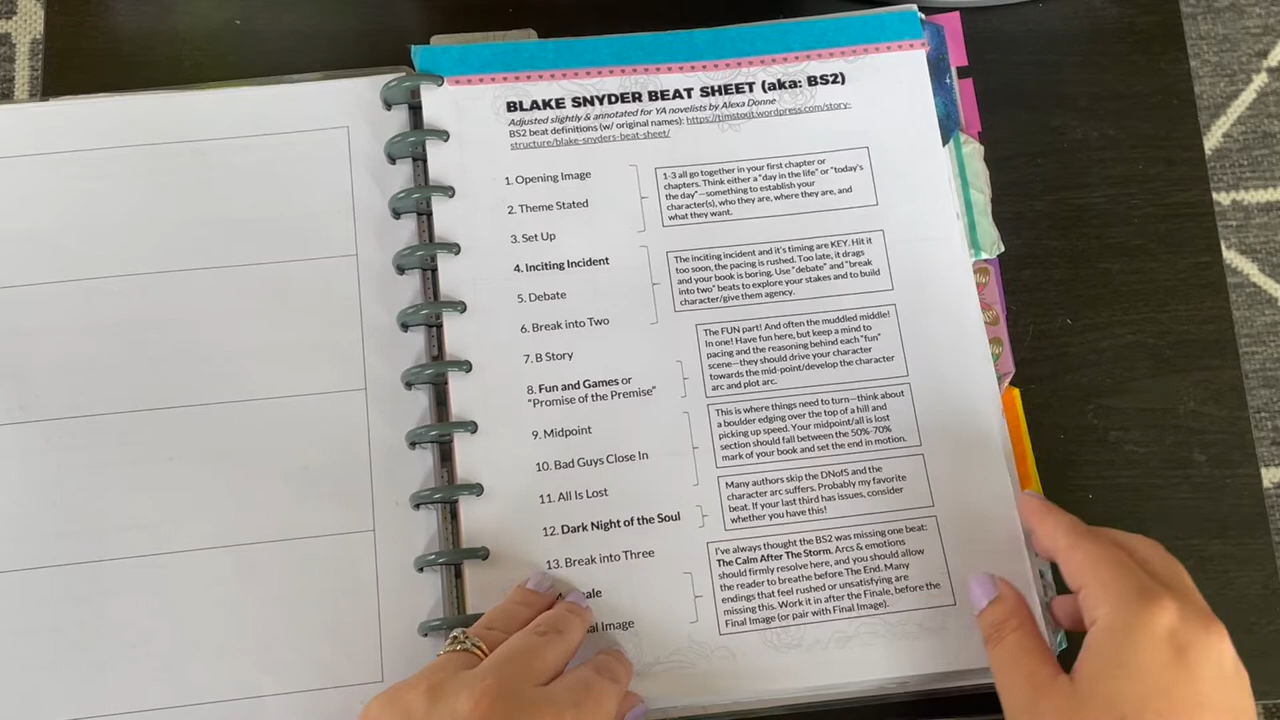 BLAKE SNYDER BEAT SHEET (aka: BS2)
Adjusted slightly & annotated for YA novelists by Alexa Donne
BS2 beat definitions (w/ original names): https://timstout.wordpress.com/story-
structure/blake-snyders-beat-sheet/
1. Opening Image
2. Theme Stated
3. Set Up
1-3 all go together in your first chapter or
chapters. Think either a "day in the life" or "today's
the day"—something to establish your
character(s), who they are, where they are, and
what they want.
4. Inciting Incident
5. Debate
6. Break into Two
The inciting incident and it's timing are KEY. Hit it
too soon, the pacing is rushed. Too late, it drags
and your book is boring. Use "debate" and "break
into two" beats to explore your stakes and to build
character/give them agency.
7. B Story
8. Fun and Games or
"Promise of the Premise"
The FUN part! And often the muddled middle!
In one! Have fun here, but keep a mind to
pacing and the reasoning behind each "fun"
scene—they should drive your character
towards the mid-point/develop the character
arc and plot arc.
9. Midpoint
10. Bad Guys Close In
11. All Is Lost
This is where things need to turn—think about
a boulder edging over the top of a hill and
picking up speed. Your midpoint/all is lost
section should fall between the 50%-70%
mark of your book and set the end in motion.
12. Dark Night of the Soul
Many authors skip the DNofS and the
character arc suffers. Probably my favorite
beat. If your last third has issues, consider
whether you have this!
13. Break into Three
ale
al Image
I've always thought the BS2 was missing one beat:
The Calm After The Storm. Arcs & emotions
should firmly resolve here, and you should allow
the reader to breathe before The End. Many
endings that feel rushed or unsatisfying are
missing this. Work it in after the Finale, before the
Final Image (or pair with Final Image).